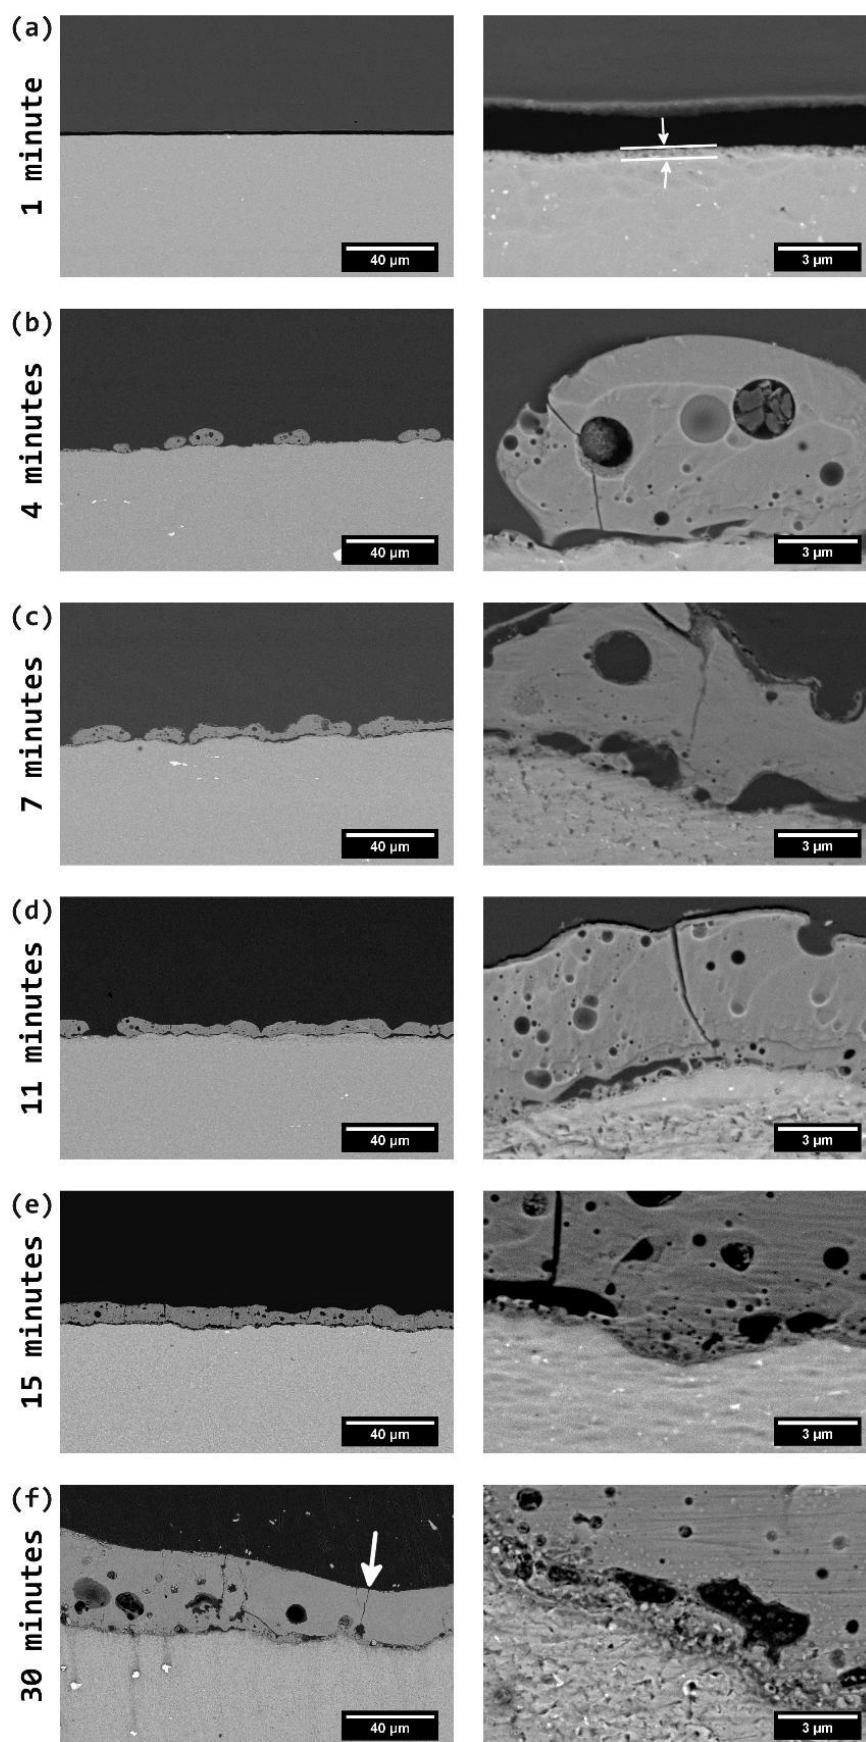 (a)
1 minute
40 µm
3 µm
(b)
4 minutes
40 µm
3 µm
(c)
7 minutes
40 µm
3 µm
(d)
11 minutes
40 µm
3 µm
(e)
15 minutes
40 µm
3 µm
(f)
30 minutes
40 µm
3 µm